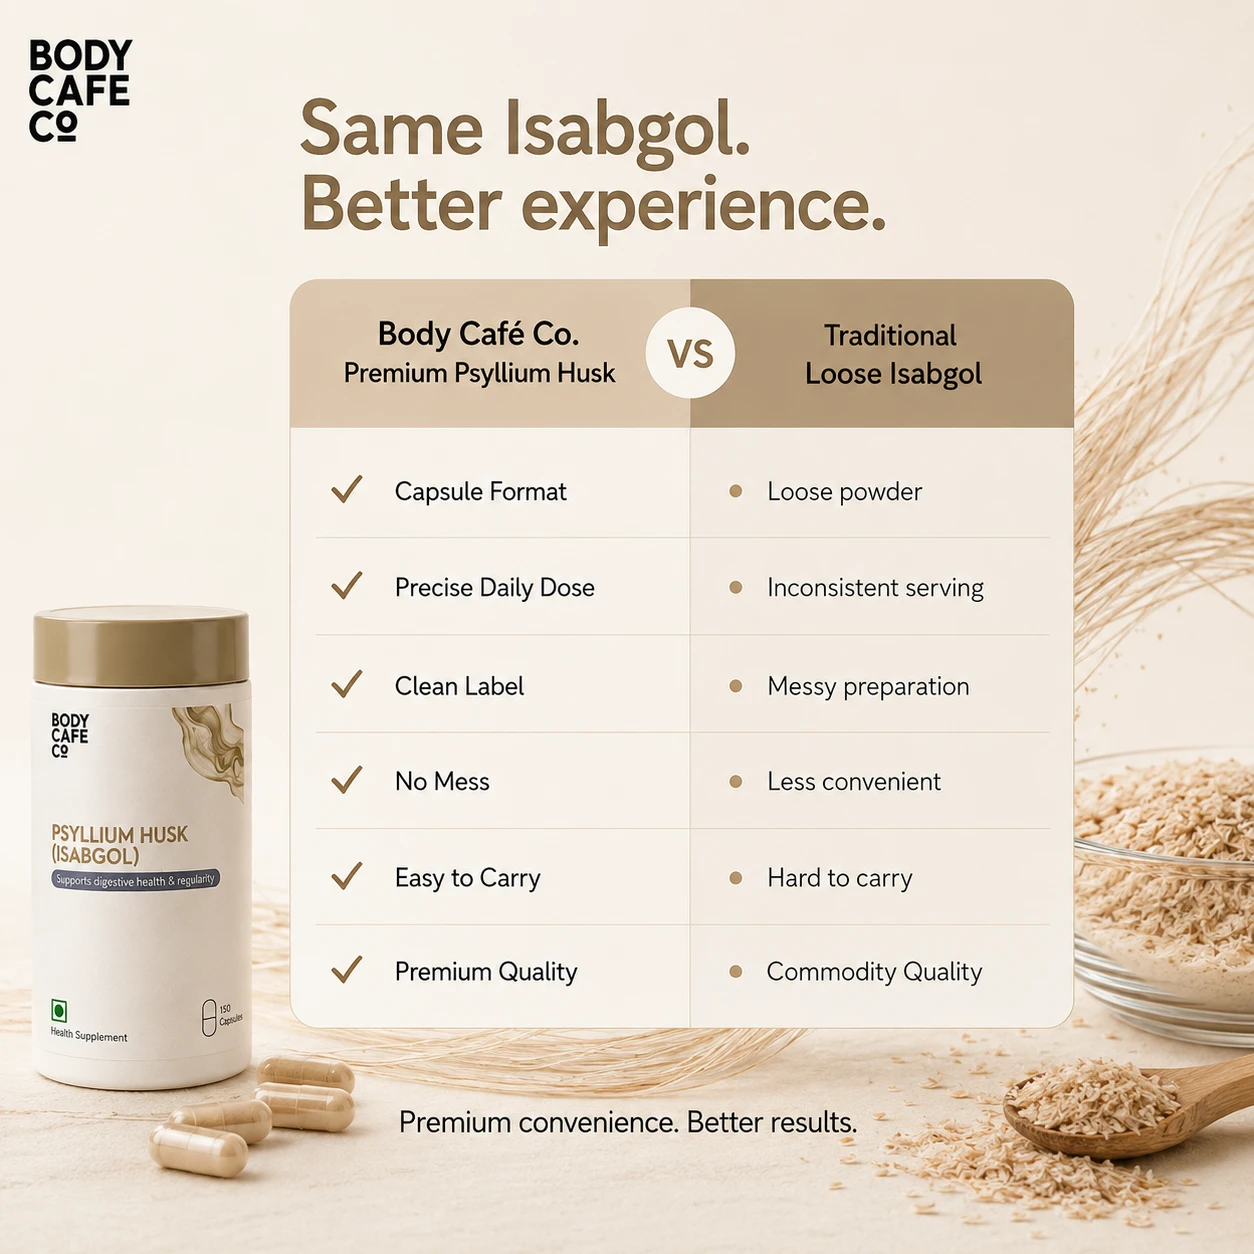 BODY
CAFE
Co
Same Isabgol.
Better experience.
Body Café Co.
Premium Psyllium Husk
VS
Traditional
Loose Isabgol
Capsule Format
Loose powder
Precise Daily Dose
Inconsistent serving
Clean Label
Messy preparation
No Mess
Less convenient
Easy to Carry
Hard to carry
Premium Quality
Commodity Quality
BODY
CAFE
Co
PSYLLIUM HUSK
(ISABGOL)
Supports digestive health & regularity
Health Supplement
150
Capsules
Premium convenience. Better results.